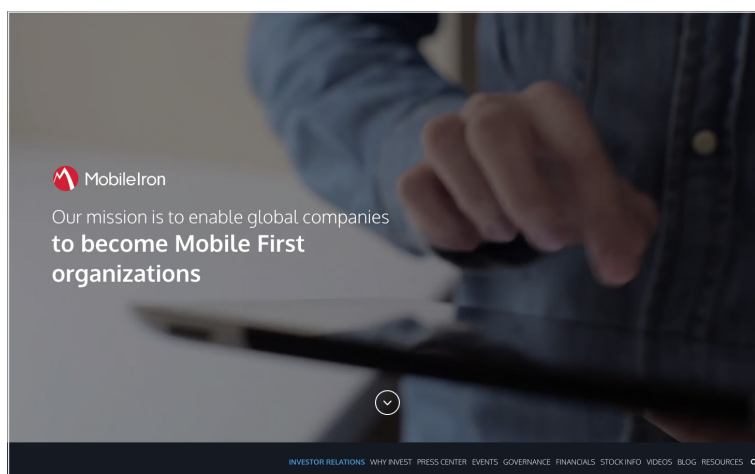 MobileIron
Our mission is to enable global companies
to become Mobile First
organizations
INVESTOR RELATIONS WHY INVEST PRESS CENTER EVENTS GOVERNANCE FINANCIALS STOCK INFO VIDEOS BLOG RESOURCES